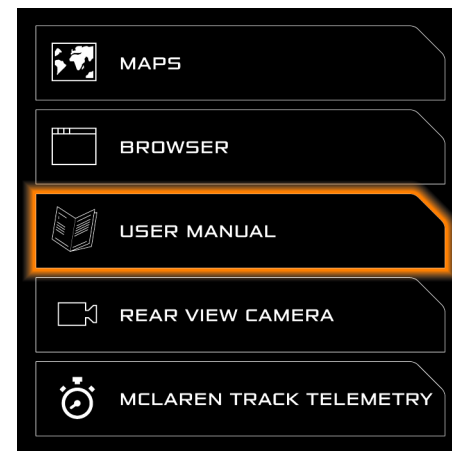 MAPS
BROWSER
USER MANUAL
REAR VIEW CAMERA
MCLAREN TRACK TELEMETRY